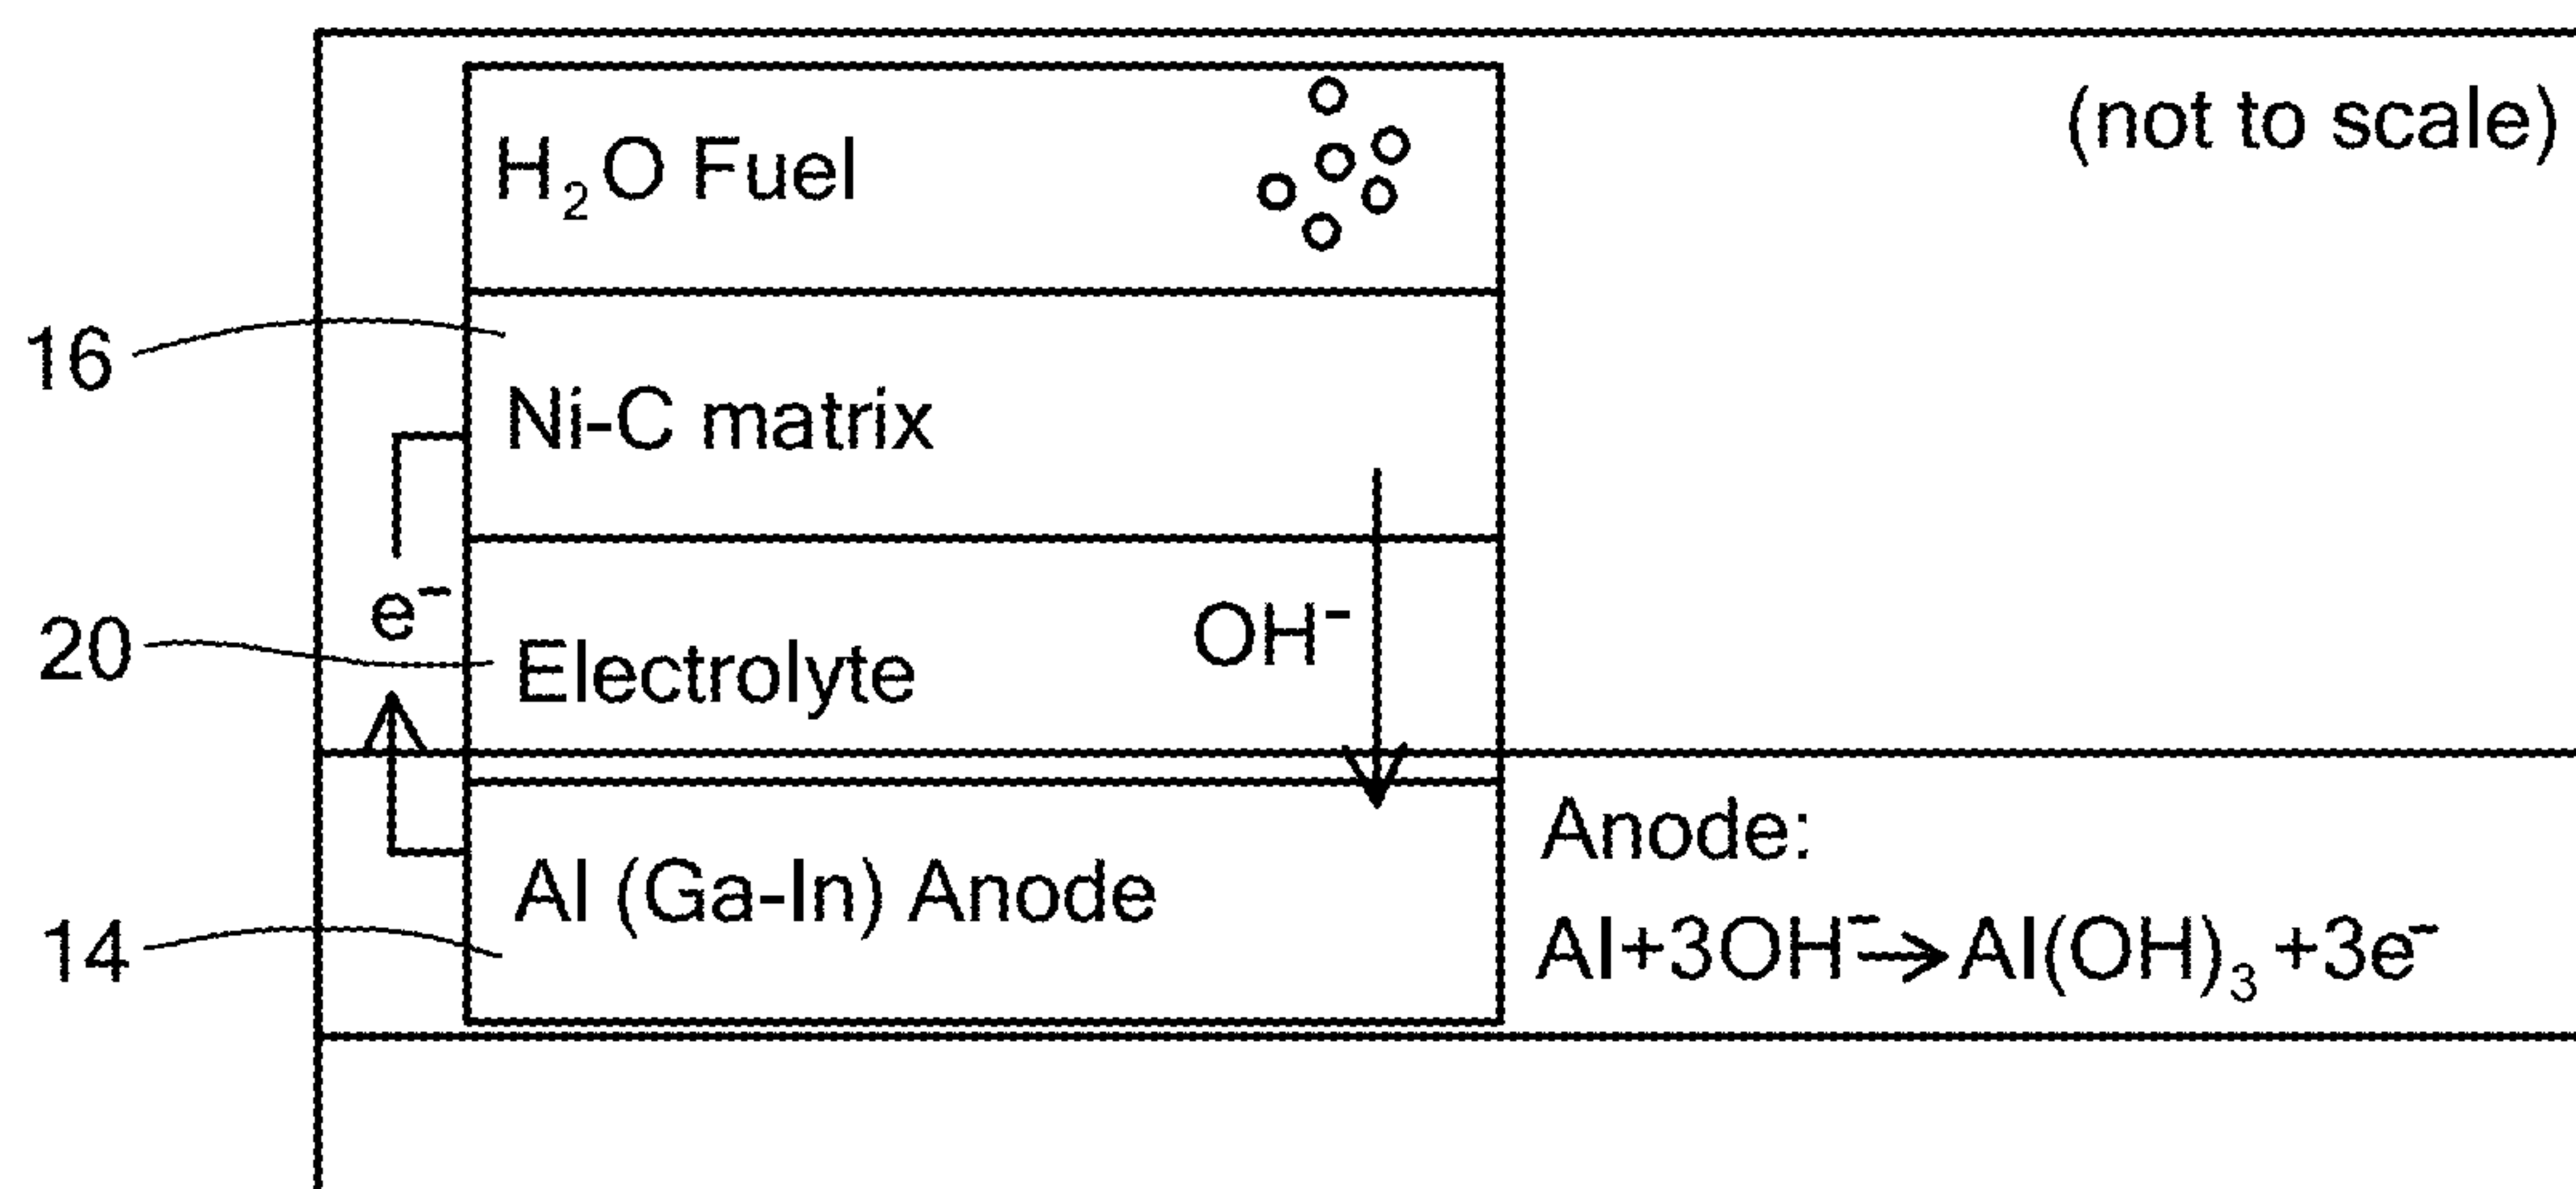 (not to scale)
H₂O Fuel
16
Ni-C matrix
e⁻
20
Electrolyte
OH⁻
Anode:
14
Al (Ga-In) Anode
Al+3OH⁻→Al(OH)₃+3e⁻